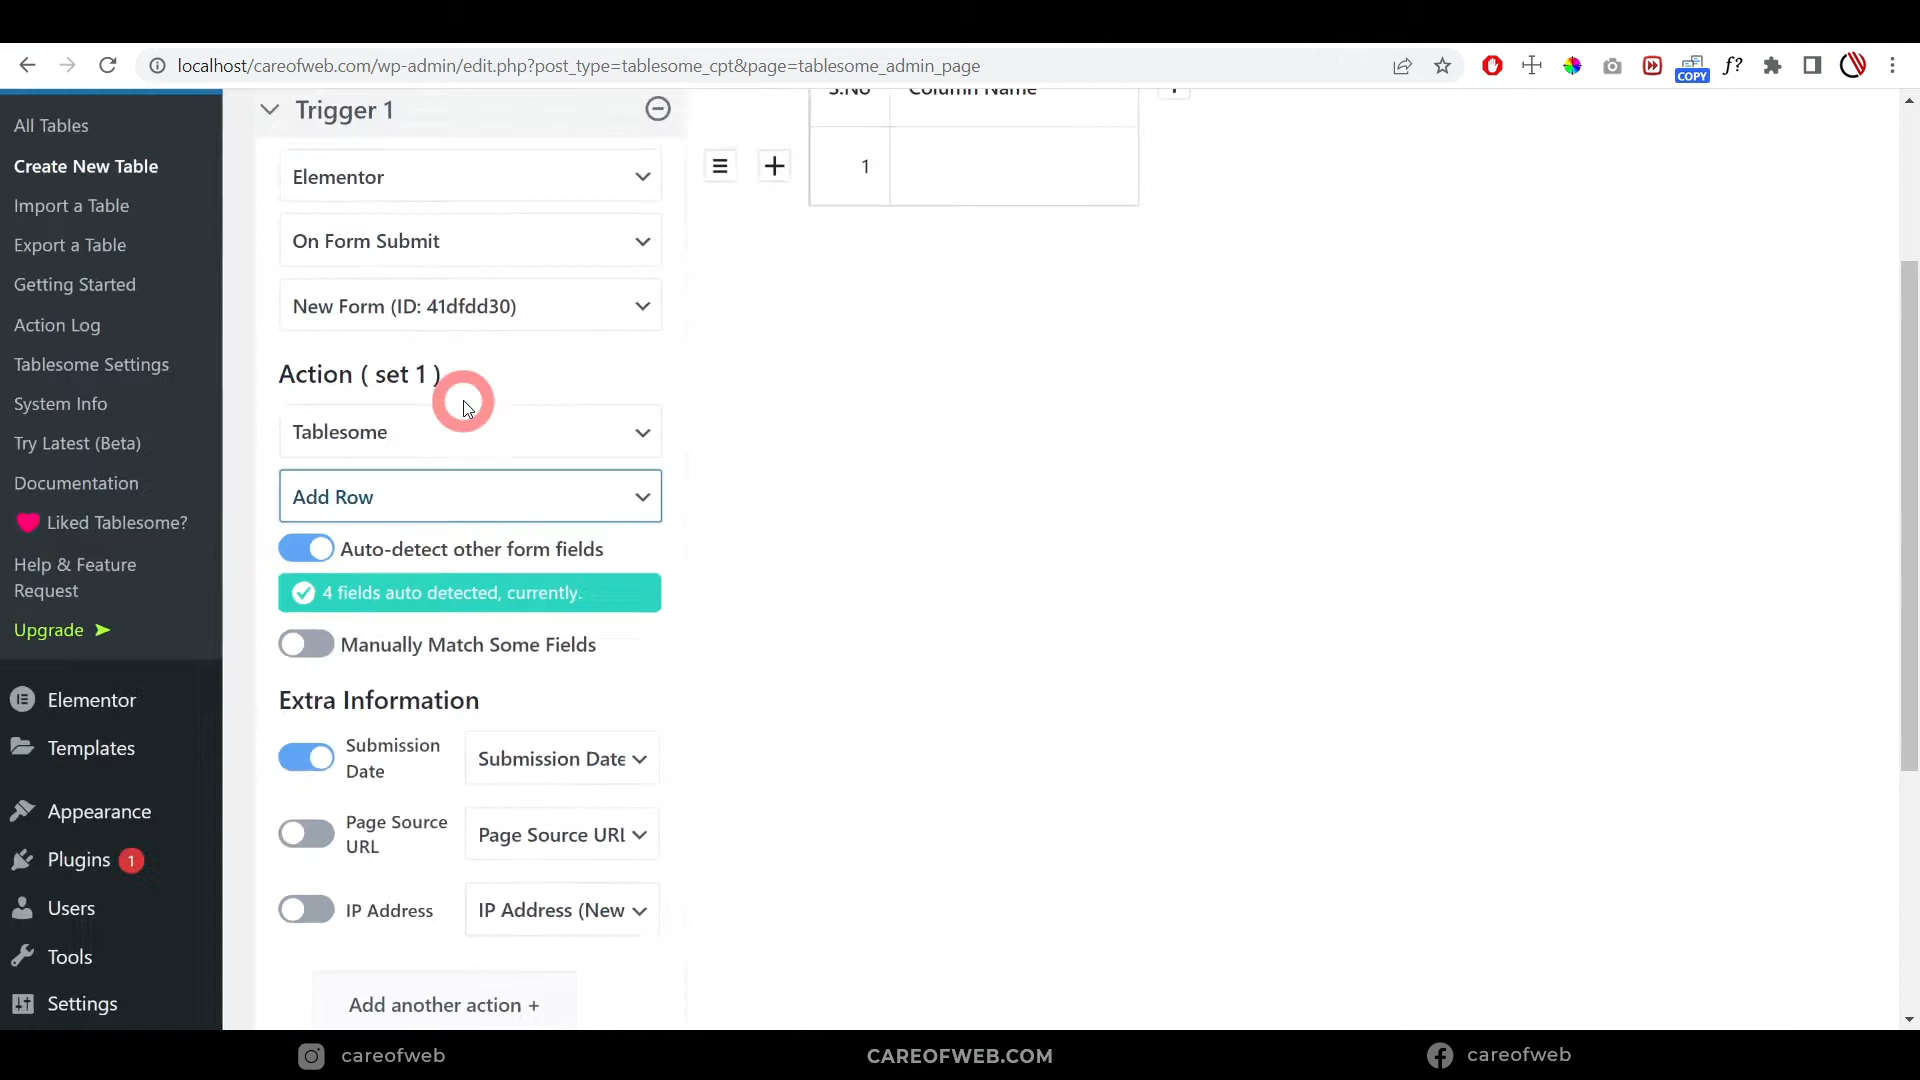 localhost/careofweb.com/wp-admin/edit.php?post_type=tablesome_cpt&page=tablesome_admin_page
COPY
f?
All Tables
Create New Table
Import a Table
Export a Table
Getting Started
Action Log
Tablesome Settings
System Info
Try Latest (Beta)
Documentation
Liked Tablesome?
Help & Feature
Request
Upgrade ➤
Elementor
Templates
Appearance
Plugins 1
Users
Tools
Settings
Trigger 1
Elementor
On Form Submit
New Form (ID: 41dfdd30)
Action ( set 1 )
Tablesome
Add Row
Auto-detect other form fields
4 fields auto detected, currently.
Manually Match Some Fields
Extra Information
Submission
Date
Submission Date
Page Source
URL
Page Source URL
IP Address
IP Address (New
Add another action +
S.No Column Name
1
careofweb
CAREOFWEB.COM
careofweb